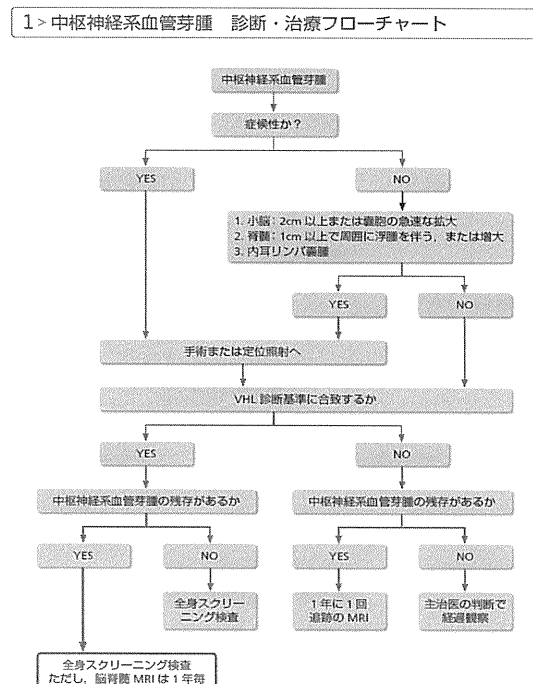 1＞中枢神経系血管芽腫　診断・治療フローチャート
中枢神経系血管芽腫
症候性か？
YES
NO
1. 小脳：2cm 以上または嚢胞の急速な拡大
2. 脊髄：1cm 以上で周囲に浮腫を伴う，または増大
3. 内耳リンパ嚢腫
YES
NO
手術または定位照射へ
VHL 診断基準に合致するか
YES
NO
中枢神経系血管芽腫の残存があるか
中枢神経系血管芽腫の残存があるか
YES
NO
YES
NO
全身スクリー
ニング検査
1年に1回
追跡の MRI
主治医の判断で
経過観察
全身スクリーニング検査
ただし，脳脊髄 MRI は 1 年毎